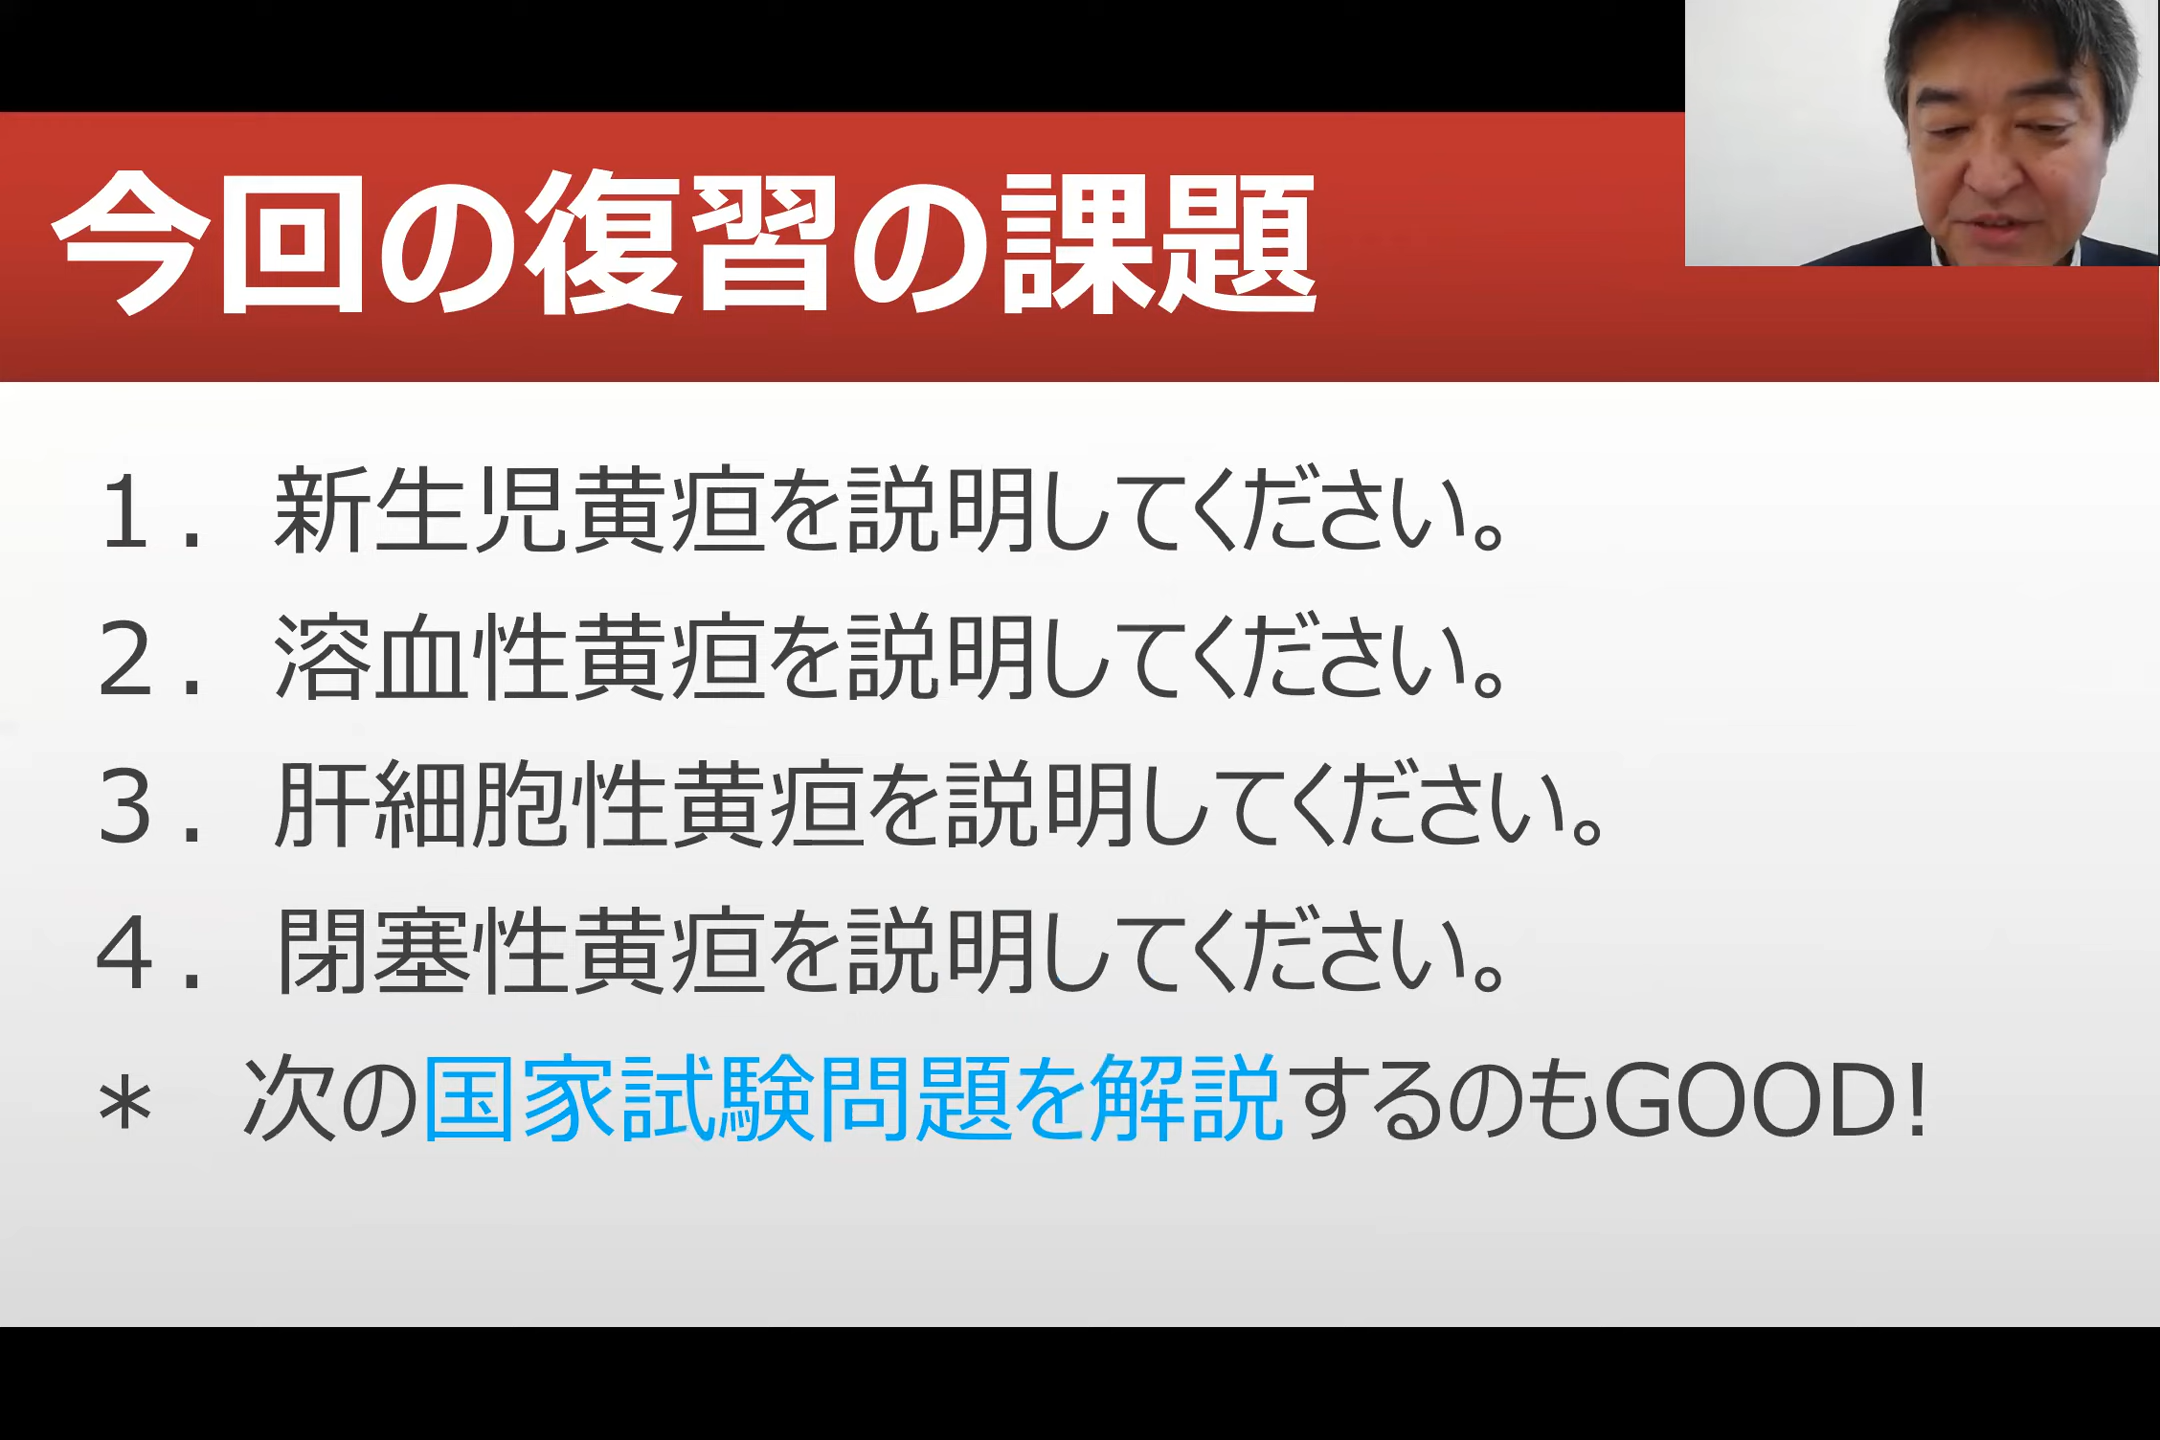 今回の復習の課題
１．新生児黄疸を説明してください。
２．溶血性黄疸を説明してください。
３．肝細胞性黄疸を説明してください。
４．閉塞性黄疸を説明してください。
＊　次の国家試験問題を解説するのもGOOD!